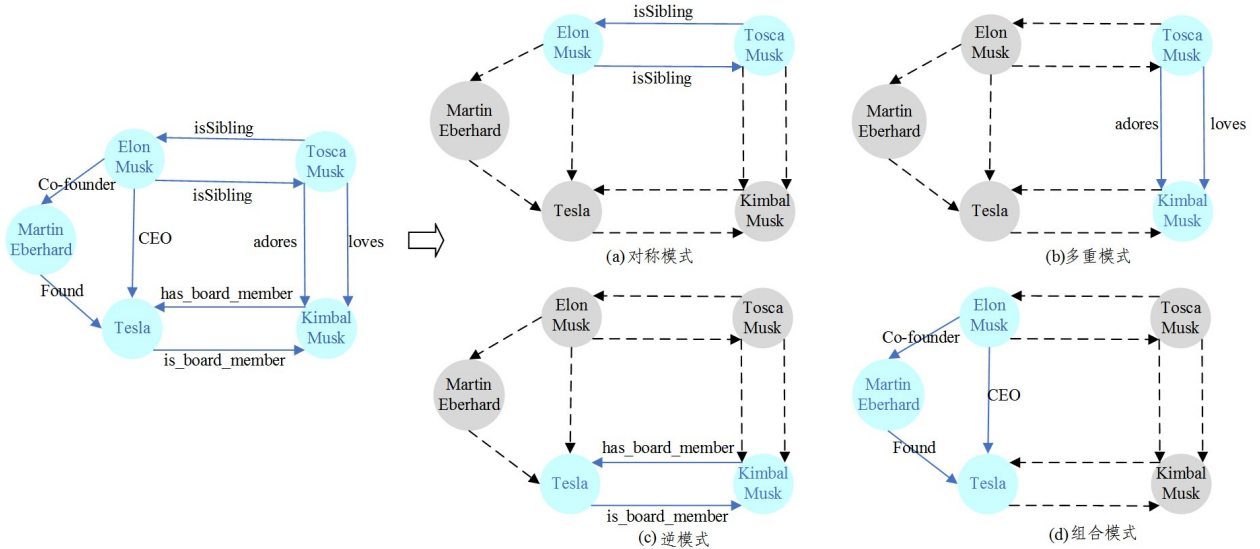 isSibling
Elon
Musk
Tosca
Musk
Co-founder
isSibling
Martin
Eberhard
CEO
adores
loves
Found
has_board_member
Tesla
Kimbal
Musk
is_board_member
isSibling
Elon
Musk
Tosca
Musk
isSibling
Martin
Eberhard
Tesla
Kimbal
Musk
(a)对称模式
Elon
Musk
Tosca
Musk
Martin
Eberhard
adores
loves
Tesla
Kimbal
Musk
(b)多重模式
Elon
Musk
Tosca
Musk
Martin
Eberhard
has_board_member
Tesla
Kimbal
Musk
is_board_member
(c) 逆模式
Elon
Musk
Tosca
Musk
Co-founder
Martin
Eberhard
CEO
Found
Tesla
Kimbal
Musk
(d)组合模式